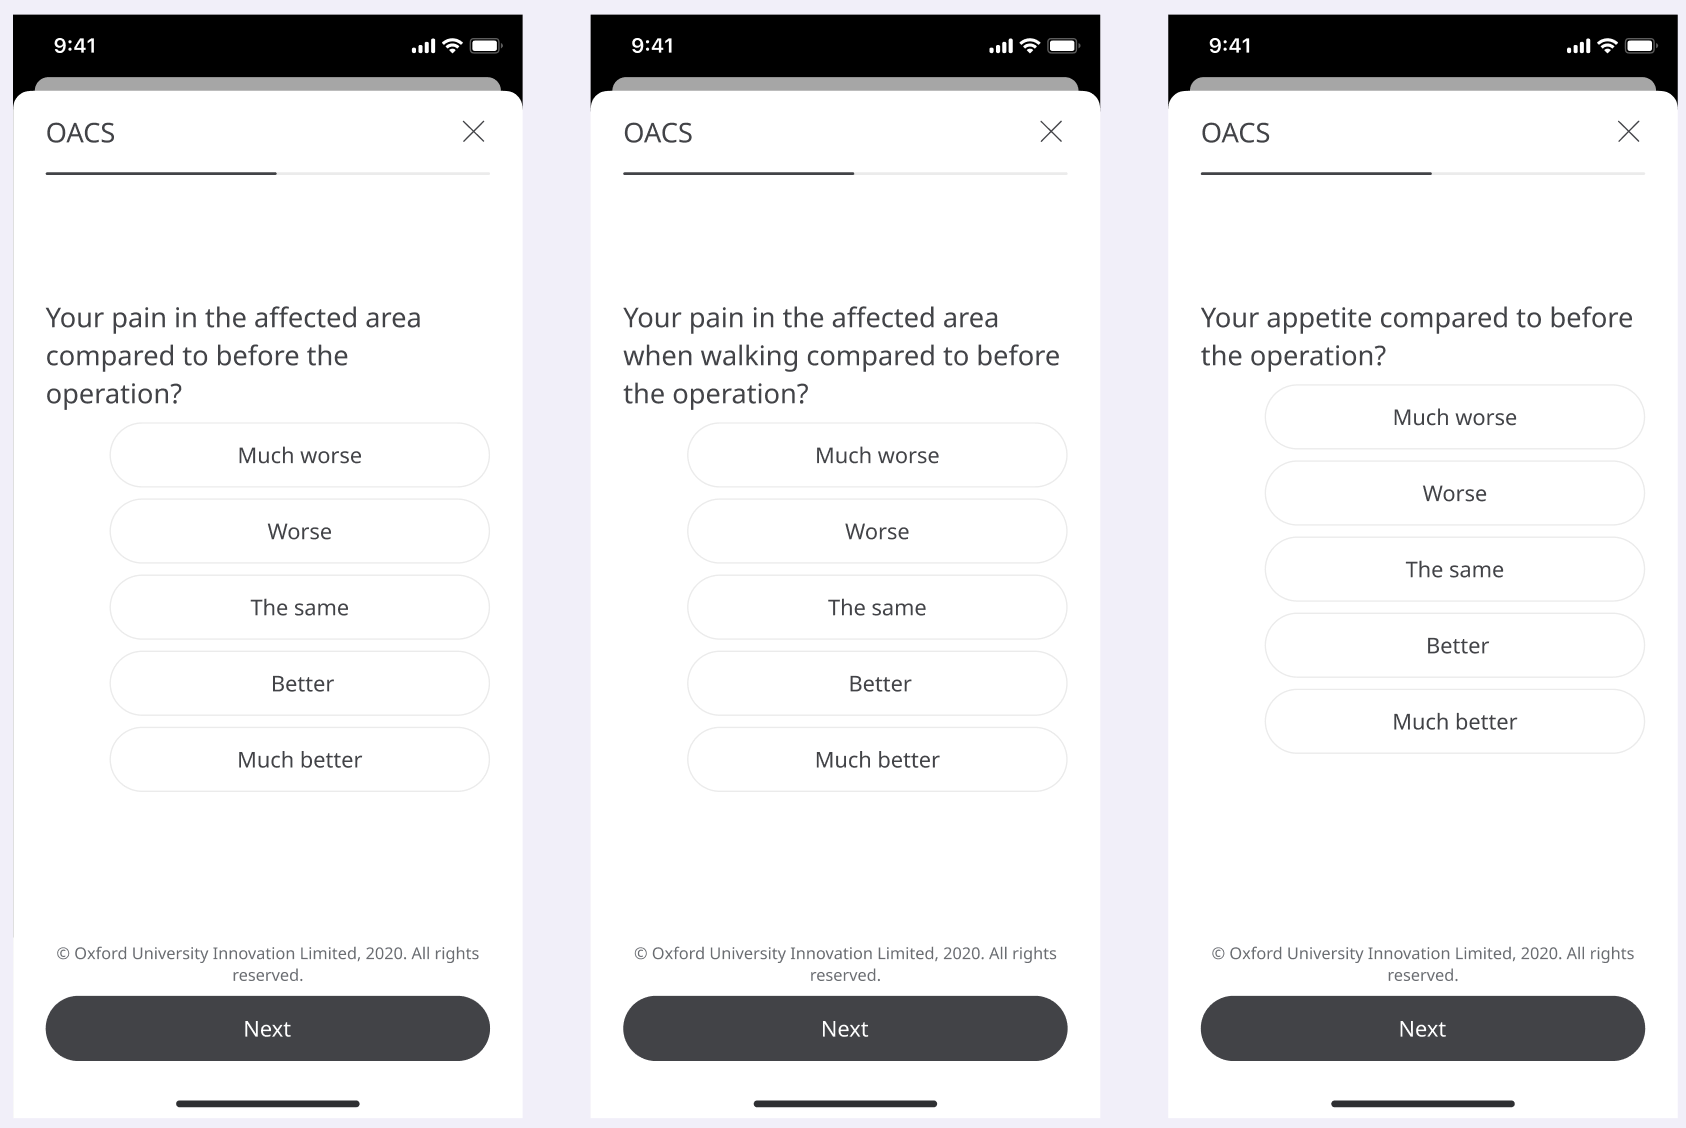 9:41
OACS
Your pain in the affected area
compared to before the
operation?
Much worse
Worse
The same
Better
Much better
© Oxford University Innovation Limited, 2020. All rights
reserved.
Next
9:41
OACS
Your pain in the affected area
when walking compared to before
the operation?
Much worse
Worse
The same
Better
Much better
© Oxford University Innovation Limited, 2020. All rights
reserved.
Next
9:41
OACS
Your appetite compared to before
the operation?
Much worse
Worse
The same
Better
Much better
© Oxford University Innovation Limited, 2020. All rights
reserved.
Next